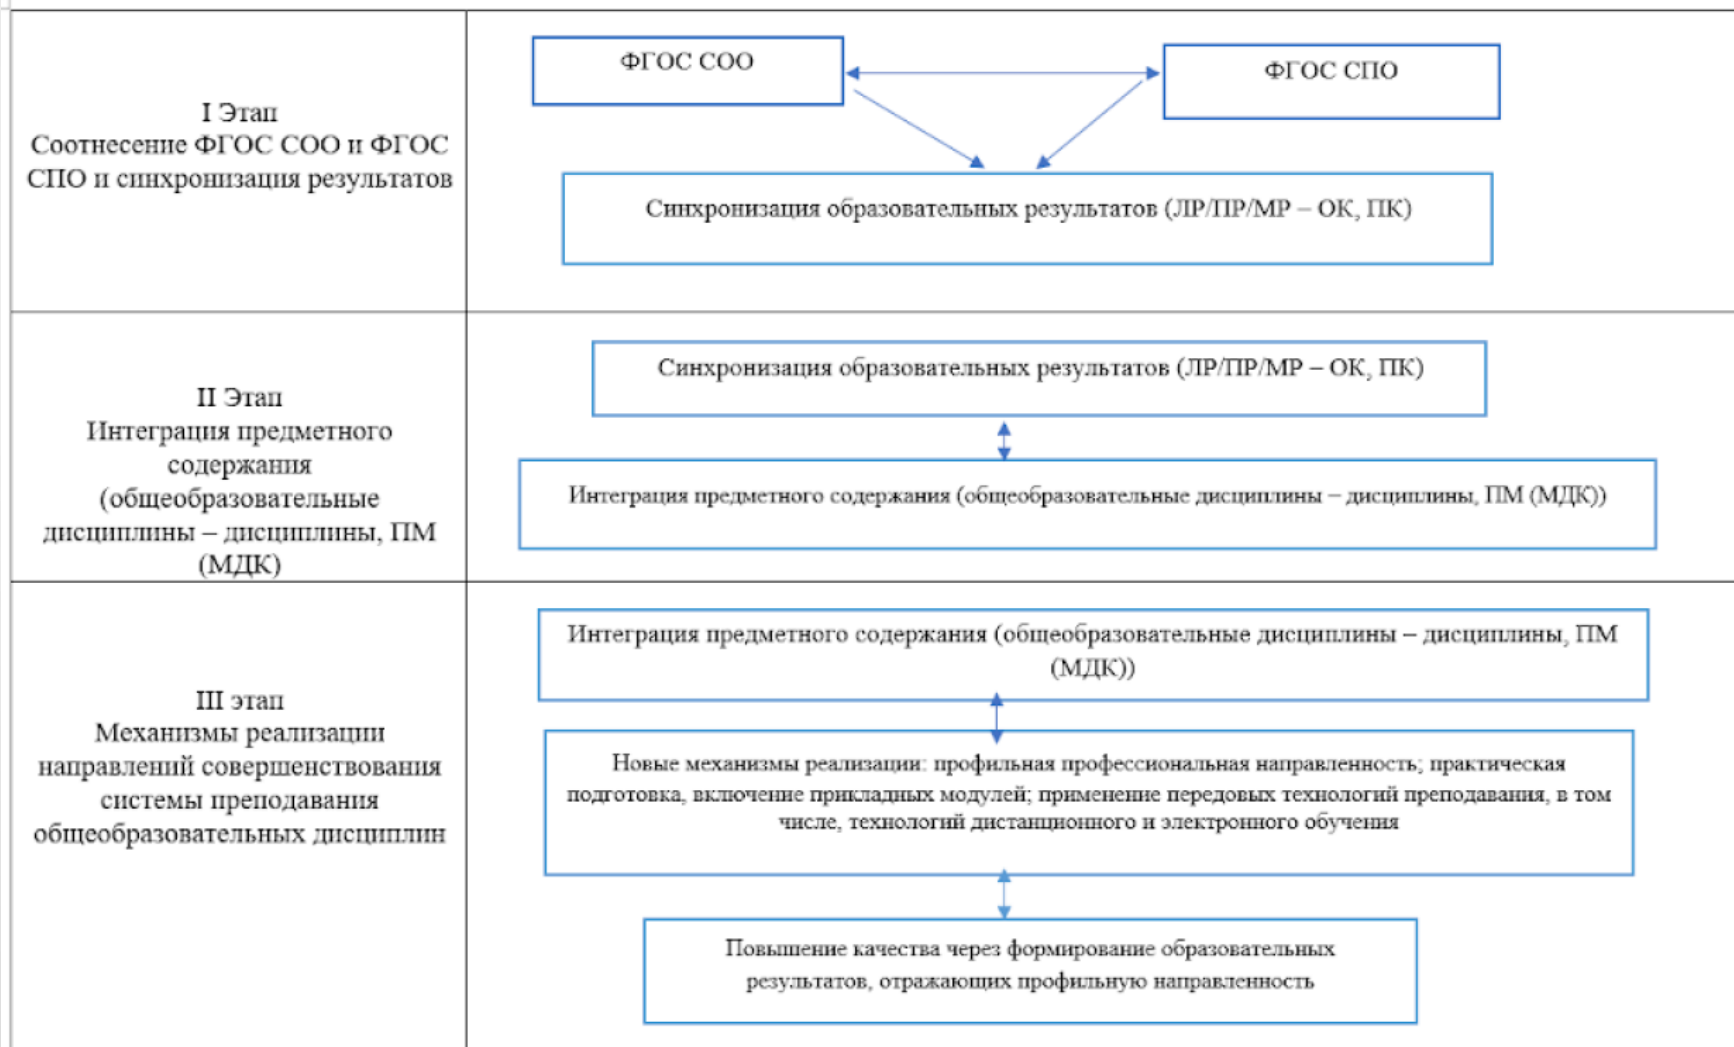 I Этап
Соотнесение ФГОС СОО и ФГОС
СПО и синхронизация результатов
ФГОС СОО
ФГОС СПО
Синхронизация образовательных результатов (ЛР/ПР/МР – ОК, ПК)
II Этап
Интеграция предметного
содержания
(общеобразовательные
дисциплины – дисциплины, ПМ
(МДК)
Синхронизация образовательных результатов (ЛР/ПР/МР – ОК, ПК)
Интеграция предметного содержания (общеобразовательные дисциплины – дисциплины, ПМ (МДК))
III этап
Механизмы реализации
направлений совершенствования
системы преподавания
общеобразовательных дисциплин
Интеграция предметного содержания (общеобразовательные дисциплины – дисциплины, ПМ
(МДК))
Новые механизмы реализации: профильная профессиональная направленность; практическая
подготовка, включение прикладных модулей; применение передовых технологий преподавания, в том
числе, технологий дистанционного и электронного обучения
Повышение качества через формирование образовательных
результатов, отражающих профильную направленность